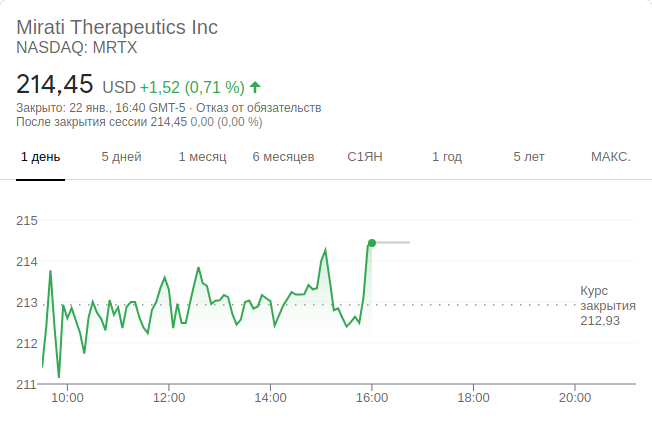 Mirati Therapeutics Inc
NASDAQ: MRTX
214,45 USD +1,52 (0,71 %)
Закрыто: 22 янв., 16:40 GMT-5 · Отказ от обязательств
После закрытия сессии 214,45 0,00 (0,00 %)
1 день 5 дней 1 месяц 6 месяцев С1ЯН 1 год 5 лет МАКС.
215
214
213
212
211
Курс
закрытия
212,93
10:00 12:00 14:00 16:00 18:00 20:00